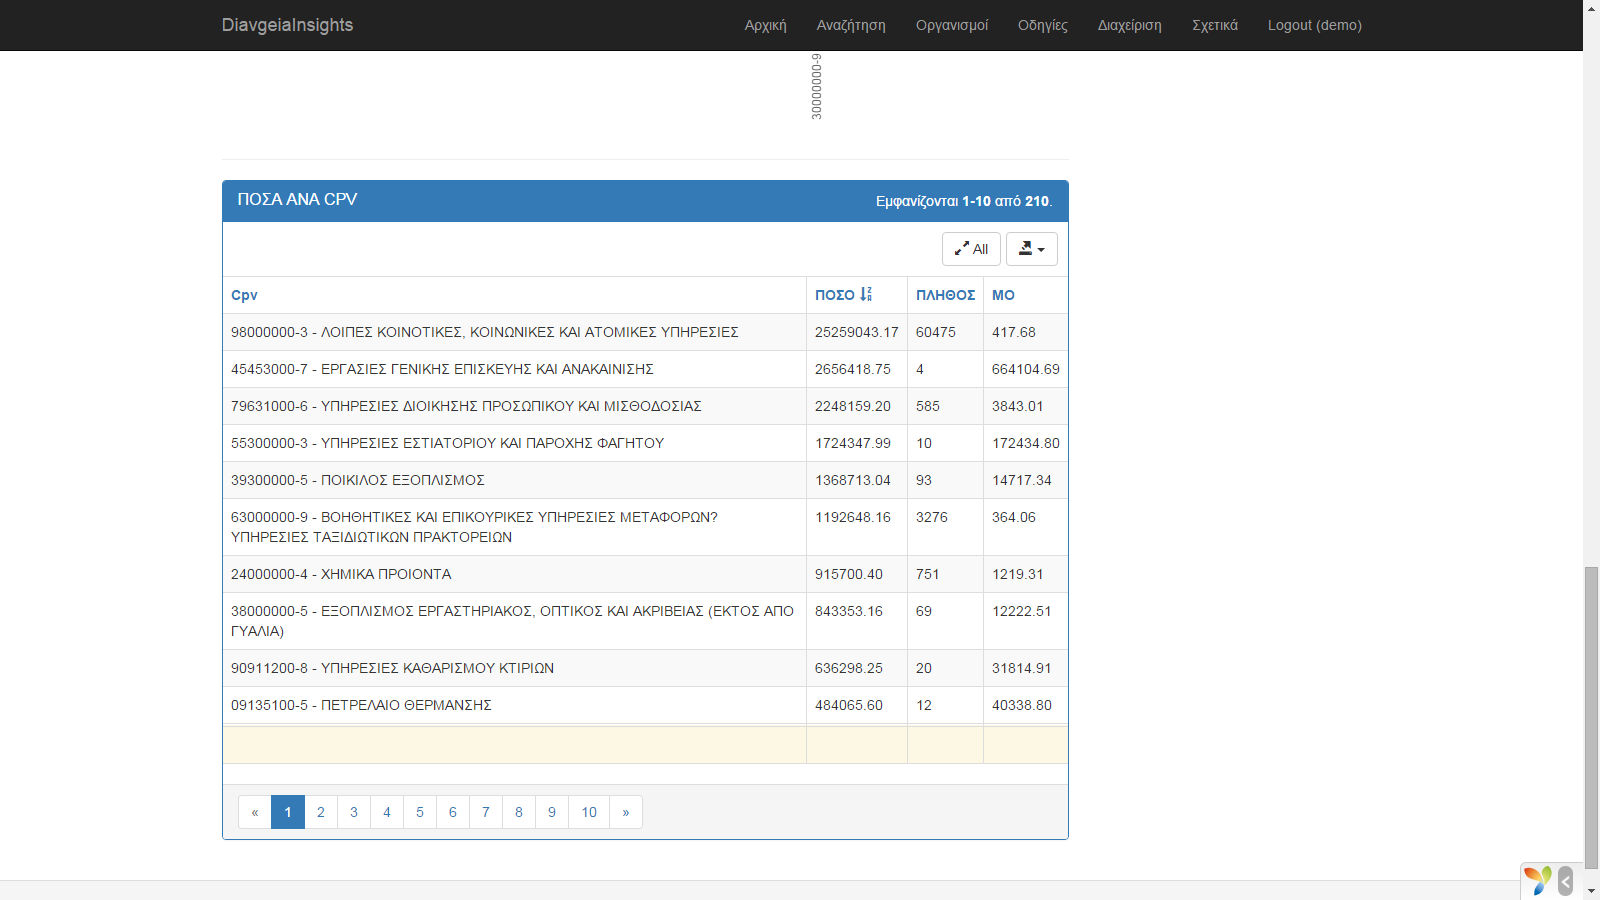 DiavgeiaInsights Αρχική Αναζήτηση Οργανισμοί Οδηγίες Διαχείριση Σχετικά Logout (demo)
30000000-9
ΠΟΣΑ ΑΝΑ CPV Εμφανίζονται 1-10 από 210.
All
Cpv ΠΟΣΟ ΠΛΗΘΟΣ ΜΟ
98000000-3 - ΛΟΙΠΕΣ ΚΟΙΝΟΤΙΚΕΣ, ΚΟΙΝΩΝΙΚΕΣ ΚΑΙ ΑΤΟΜΙΚΕΣ ΥΠΗΡΕΣΙΕΣ 25259043.17 60475 417.68
45453000-7 - ΕΡΓΑΣΙΕΣ ΓΕΝΙΚΗΣ ΕΠΙΣΚΕΥΗΣ ΚΑΙ ΑΝΑΚΑΙΝΙΣΗΣ 2656418.75 4 664104.69
79631000-6 - ΥΠΗΡΕΣΙΕΣ ΔΙΟΙΚΗΣΗΣ ΠΡΟΣΩΠΙΚΟΥ ΚΑΙ ΜΙΣΘΟΔΟΣΙΑΣ 2248159.20 585 3843.01
55300000-3 - ΥΠΗΡΕΣΙΕΣ ΕΣΤΙΑΤΟΡΙΟΥ ΚΑΙ ΠΑΡΟΧΗΣ ΦΑΓΗΤΟΥ 1724347.99 10 172434.80
39300000-5 - ΠΟΙΚΙΛΟΣ ΕΞΟΠΛΙΣΜΟΣ 1368713.04 93 14717.34
63000000-9 - ΒΟΗΘΗΤΙΚΕΣ ΚΑΙ ΕΠΙΚΟΥΡΙΚΕΣ ΥΠΗΡΕΣΙΕΣ ΜΕΤΑΦΟΡΩΝ? 1192648.16 3276 364.06
ΥΠΗΡΕΣΙΕΣ ΤΑΞΙΔΙΩΤΙΚΩΝ ΠΡΑΚΤΟΡΕΙΩΝ
24000000-4 - ΧΗΜΙΚΑ ΠΡΟΙΟΝΤΑ 915700.40 751 1219.31
38000000-5 - ΕΞΟΠΛΙΣΜΟΣ ΕΡΓΑΣΤΗΡΙΑΚΟΣ, ΟΠΤΙΚΟΣ ΚΑΙ ΑΚΡΙΒΕΙΑΣ (ΕΚΤΟΣ ΑΠΟ 843353.16 69 12222.51
ΓΥΑΛΙΑ)
90911200-8 - ΥΠΗΡΕΣΙΕΣ ΚΑΘΑΡΙΣΜΟΥ ΚΤΙΡΙΩΝ 636298.25 20 31814.91
09135100-5 - ΠΕΤΡΕΛΑΙΟ ΘΕΡΜΑΝΣΗΣ 484065.60 12 40338.80
« 1 2 3 4 5 6 7 8 9 10 »